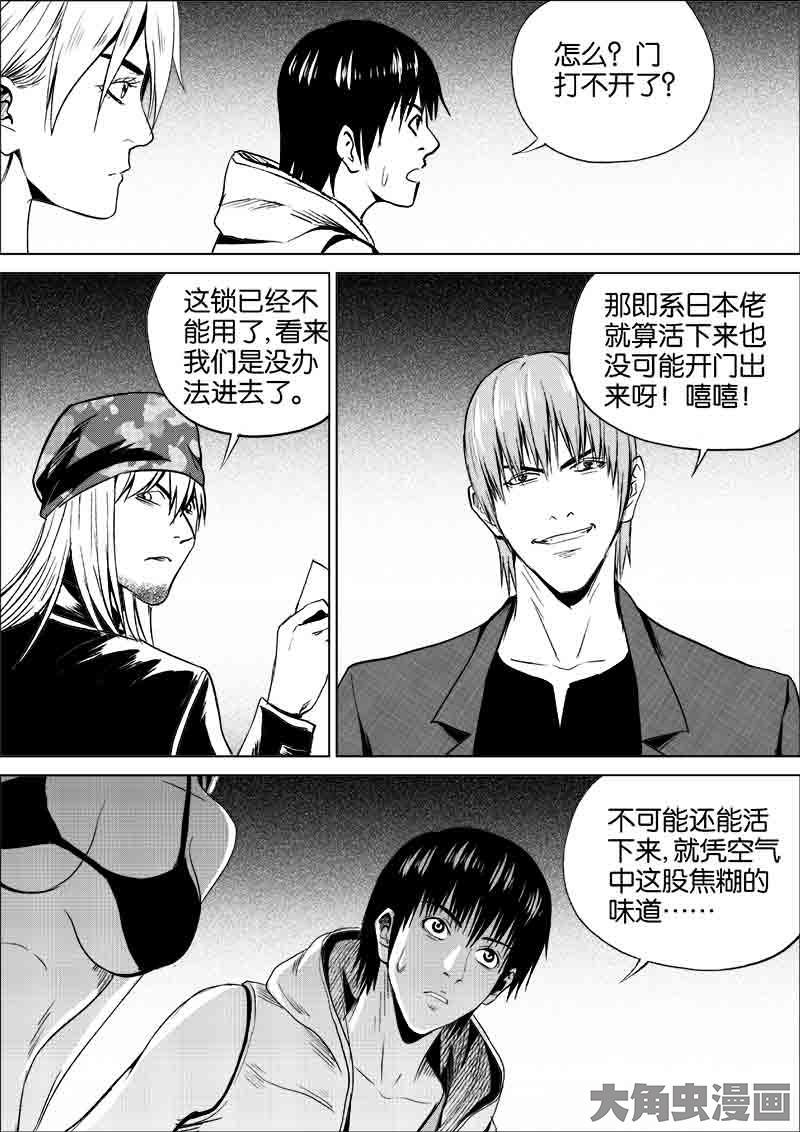 怎么？门
打不开了？
这锁已经不
能用了，看来
我们是没办
法进去了。
那即系日本佬
就算活下来也
没可能开门出
来呀！嘻嘻！
不可能还能活
下来，就凭空气
中这股焦糊的
味道……
大角虫漫画